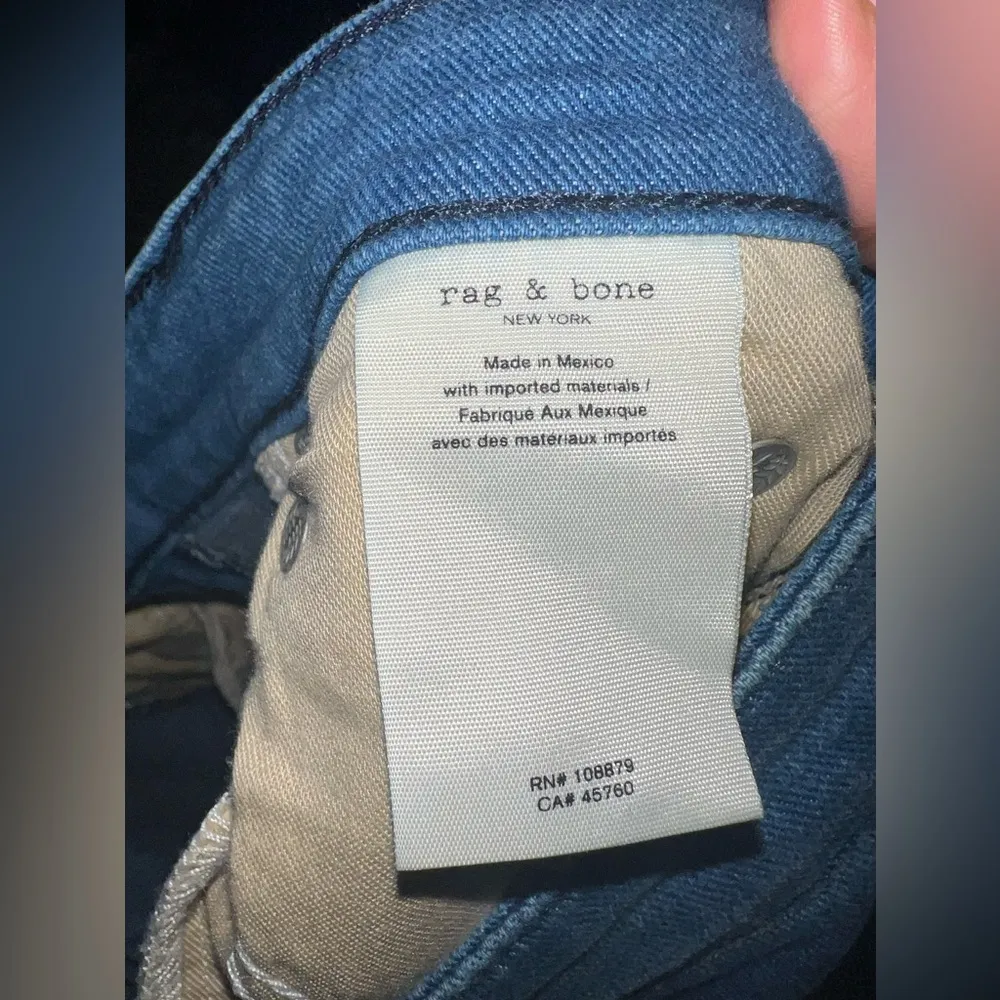 rag & bone
NEW YORK
Made in Mexico
with imported materials /
Fabriqué Aux Mexique
avec des matériaux importés
RN# 108879
CA# 45760